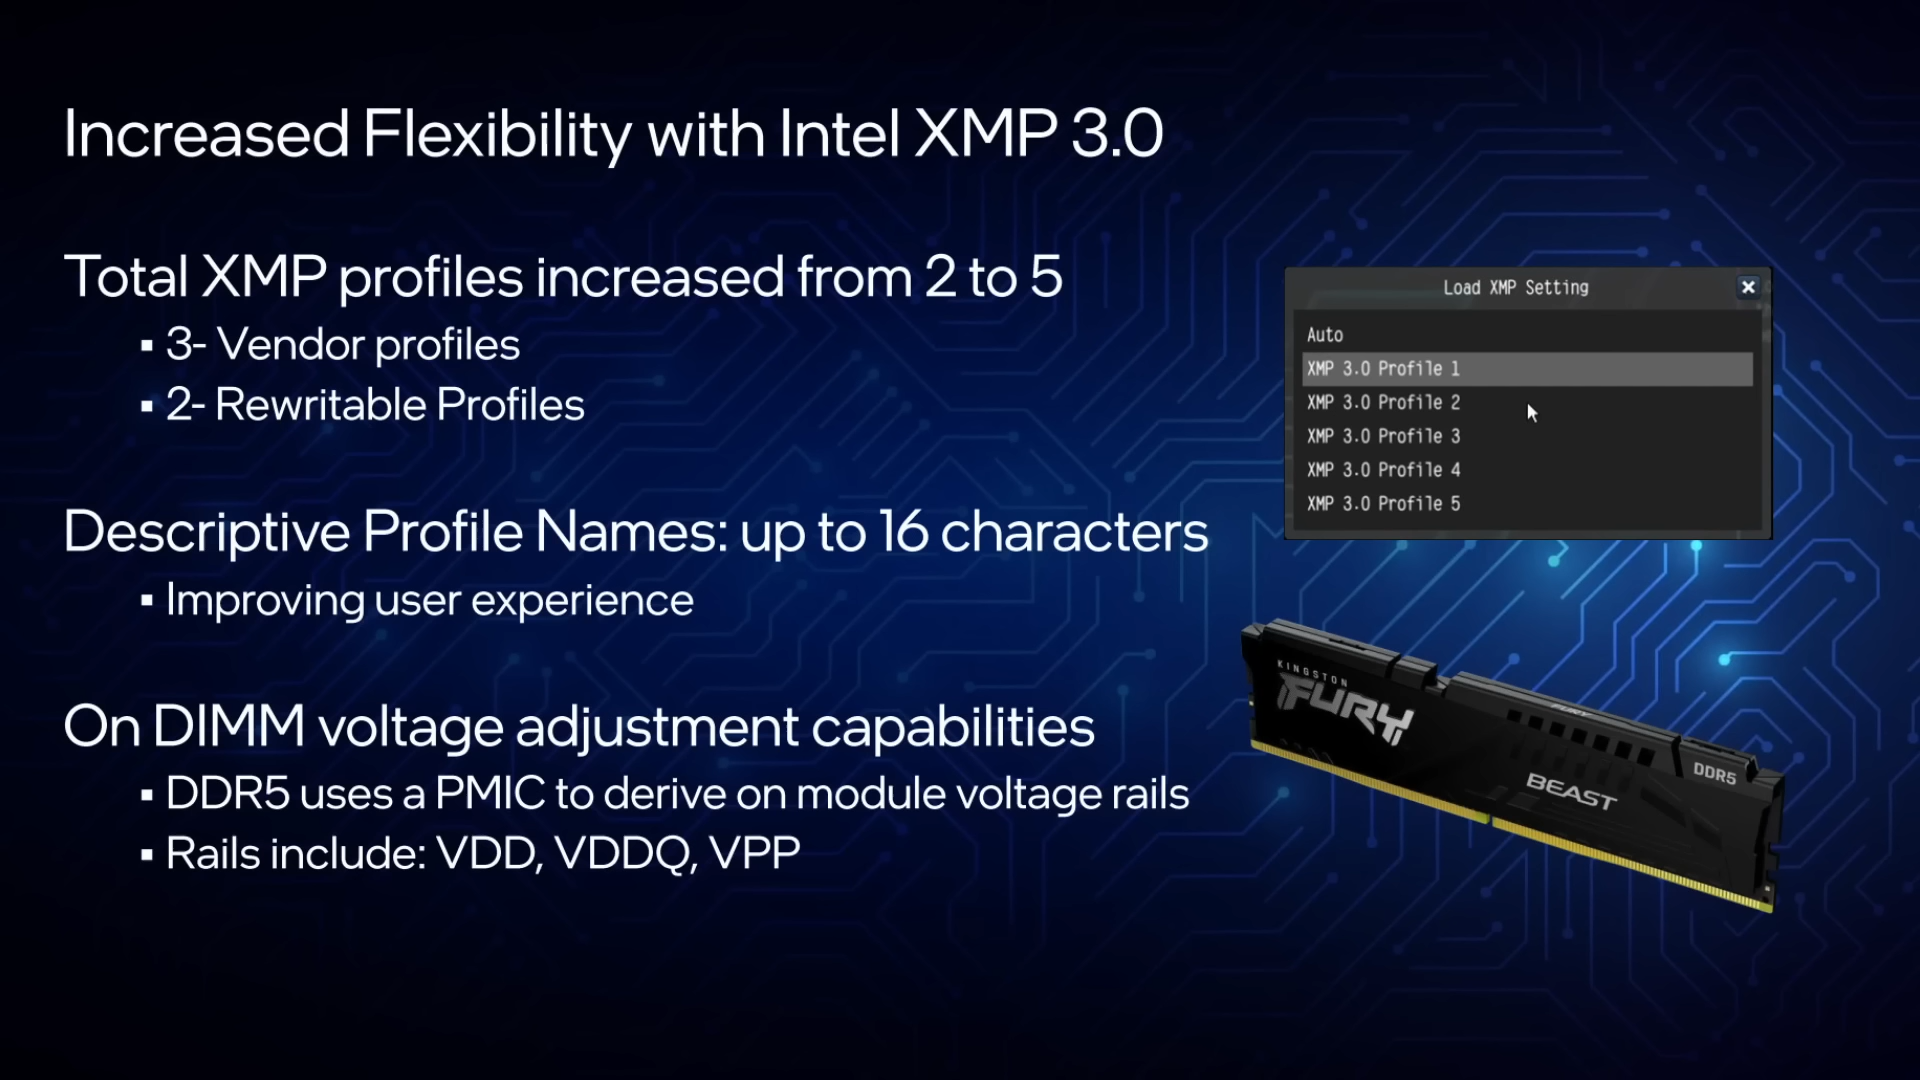 Increased Flexibility with Intel XMP 3.0
Total XMP profiles increased from 2 to 5
▪ 3- Vendor profiles
▪ 2- Rewritable Profiles
Descriptive Profile Names: up to 16 characters
▪ Improving user experience
On DIMM voltage adjustment capabilities
▪ DDR5 uses a PMIC to derive on module voltage rails
▪ Rails include: VDD, VDDQ, VPP
Load XMP Setting
Auto
XMP 3.0 Profile 1
XMP 3.0 Profile 2
XMP 3.0 Profile 3
XMP 3.0 Profile 4
XMP 3.0 Profile 5
KINGSTON
FURY
FURY
BEAST
DDR5